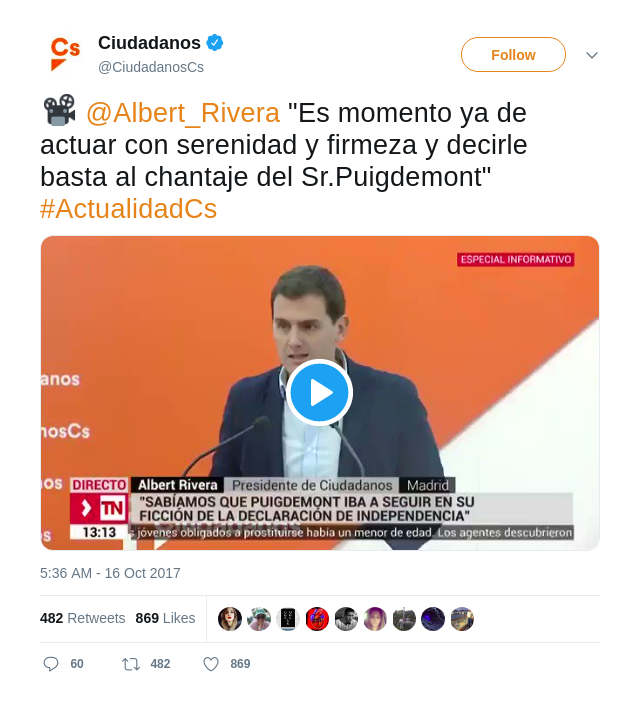 Cs
Ciudadanos
@CiudadanosCs
Follow
@Albert_Rivera "Es momento ya de
actuar con serenidad y firmeza y decirle
basta al chantaje del Sr.Puigdemont"
#ActualidadCs
ESPECIAL INFORMATIVO
anos
nosCs
os
s
DIRECTO Albert Rivera Presidente de Ciudadanos Madrid
TN "SABÍAMOS QUE PUIGDEMONT IBA A SEGUIR EN SU
FICCIÓN DE LA DECLARACIÓN DE INDEPENDENCIA"
13:13 jóvenes obligados a prostituirse había un menor de edad. Los agentes descubrieron
5:36 AM - 16 Oct 2017
482 Retweets 869 Likes
60 482 869